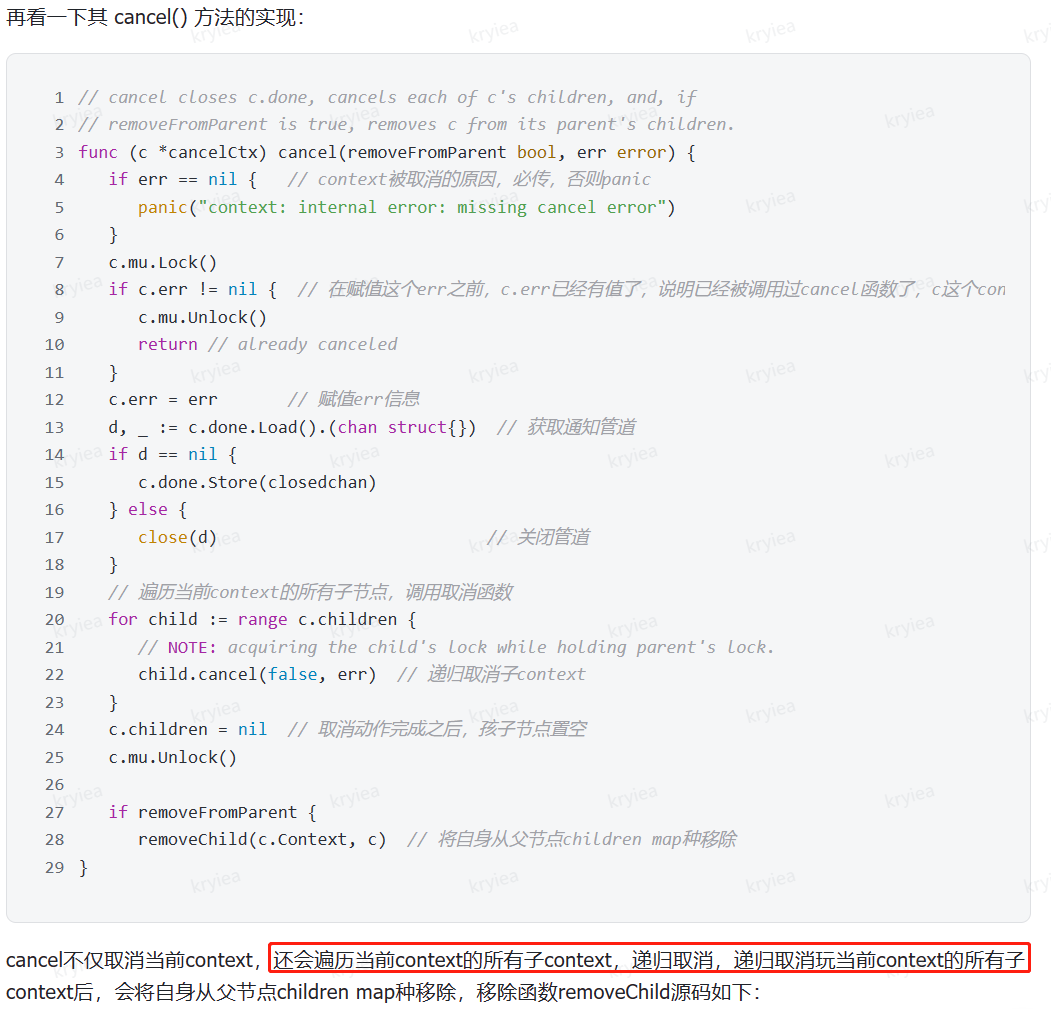 再看一下其 cancel() 方法的实现：
1 // cancel closes c.done, cancels each of c's children, and, if
2 // removeFromParent is true, removes c from its parent's children.
3 func (c *cancelCtx) cancel(removeFromParent bool, err error) {
4 if err == nil { // context被取消的原因，必传，否则panic
5 panic("context: internal error: missing cancel error")
6 }
7 c.mu.Lock()
8 if c.err != nil { // 在赋值这个err之前，c.err已经有值了，说明已经被调用过cancel函数了，c这个con
9 c.mu.Unlock()
10 return // already canceled
11 }
12 c.err = err // 赋值err信息
13 d, _ := c.done.Load().(chan struct{}) // 获取通知管道
14 if d == nil {
15 c.done.Store(closedchan)
16 } else {
17 close(d) // 关闭管道
18 }
19 // 遍历当前context的所有子节点，调用取消函数
20 for child := range c.children {
21 // NOTE: acquiring the child's lock while holding parent's lock.
22 child.cancel(false, err) // 递归取消子context
23 }
24 c.children = nil // 取消动作完成之后，孩子节点置空
25 c.mu.Unlock()
26
27 if removeFromParent {
28 removeChild(c.Context, c) // 将自身从父节点children map种移除
29 }
cancel不仅取消当前context，还会遍历当前context的所有子context，递归取消，递归取消玩当前context的所有子
context后，会将自身从父节点children map种移除，移除函数removeChild源码如下：
kryiea